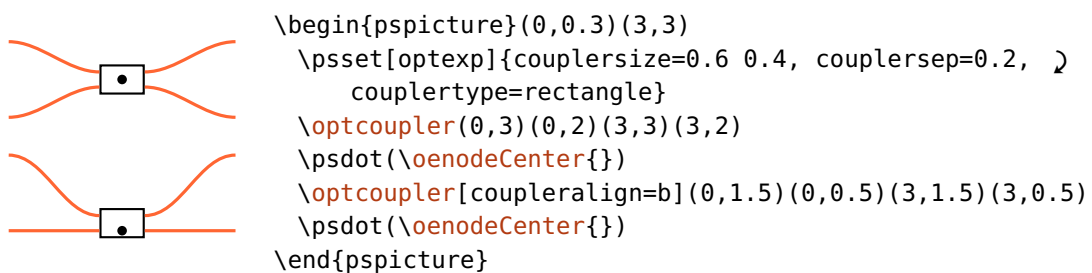 \begin{pspicture}(0,0.3)(3,3)
\psset[optexp]{couplersize=0.6 0.4, couplersep=0.2,
couplertype=rectangle}
\optcoupler(0,3)(0,2)(3,3)(3,2)
\psdot(\oenodeCenter{})
\optcoupler[coupleralign=b](0,1.5)(0,0.5)(3,1.5)(3,0.5)
\psdot(\oenodeCenter{})
\end{pspicture}